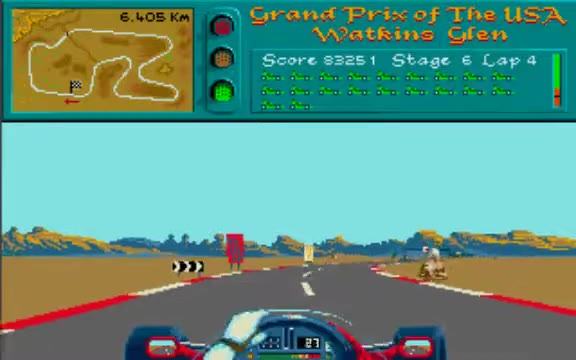 6.405 Km
Grand Prix of The USA
Watkins Glen
Score 83251 Stage 6 Lap 4
27